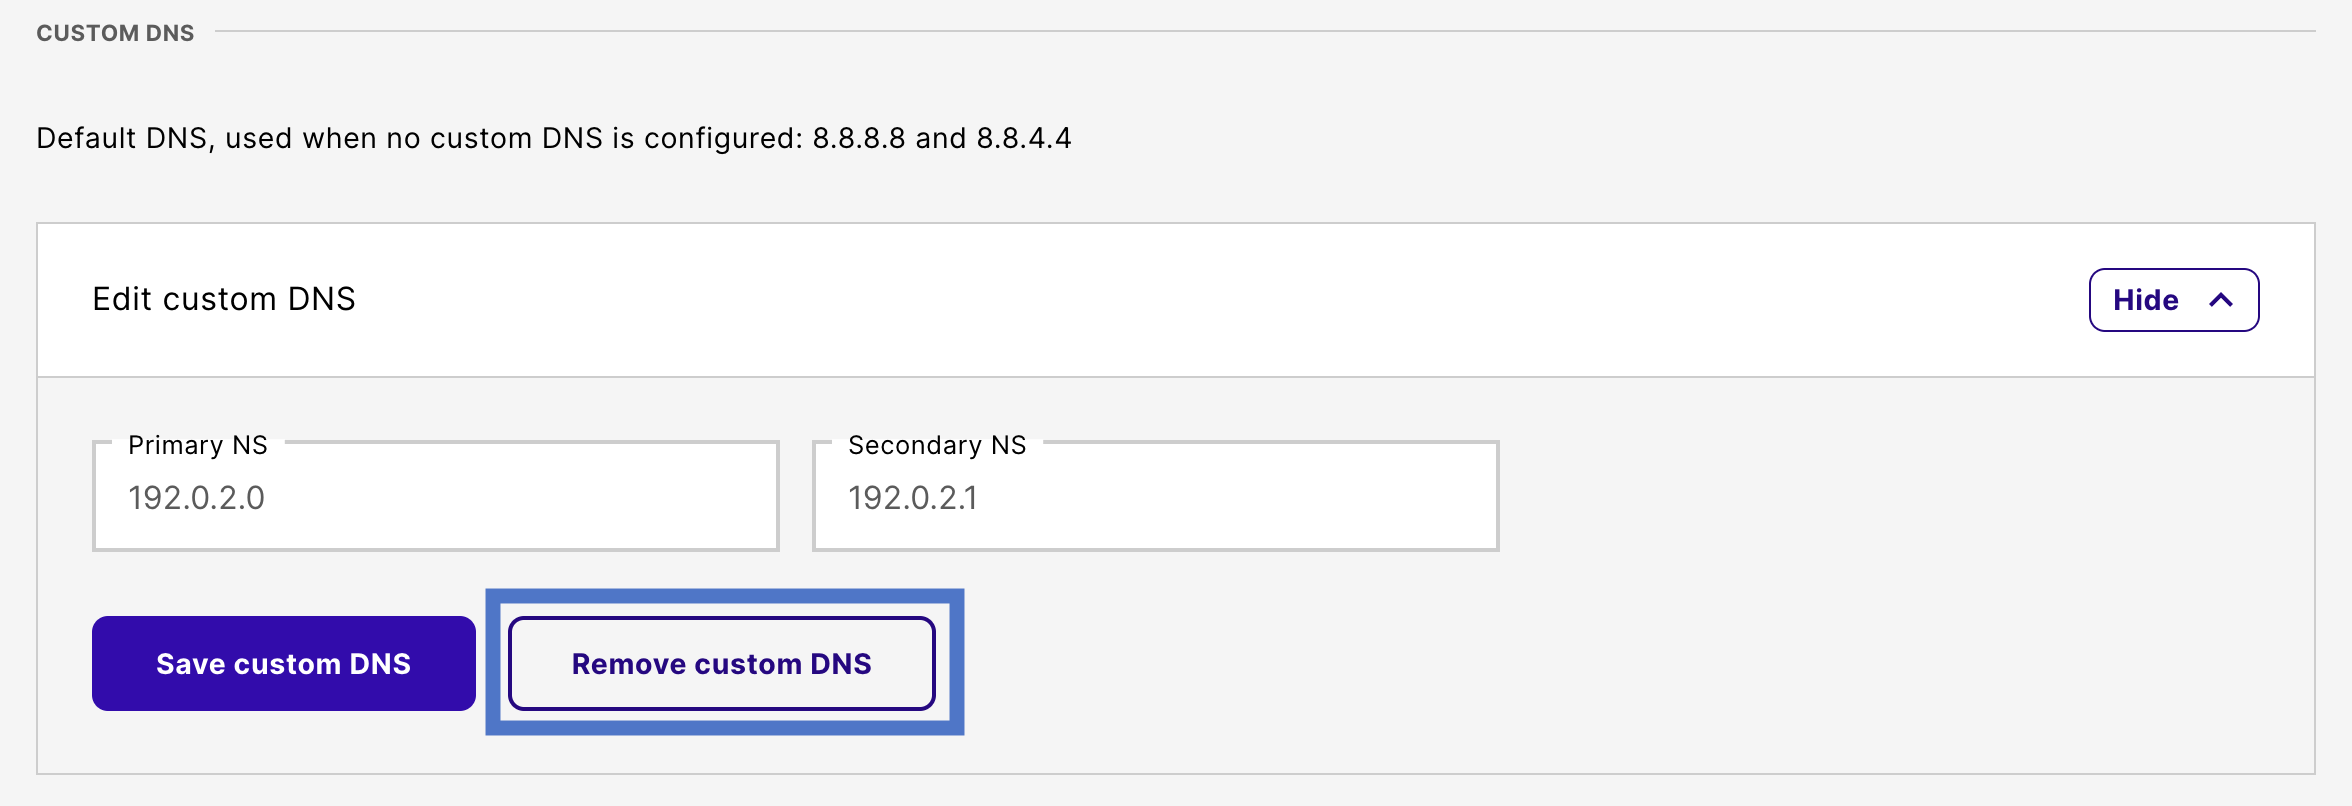 CUSTOM DNS
Default DNS, used when no custom DNS is configured: 8.8.8.8 and 8.8.4.4
Edit custom DNS
Hide
Primary NS
192.0.2.0
Secondary NS
192.0.2.1
Save custom DNS
Remove custom DNS